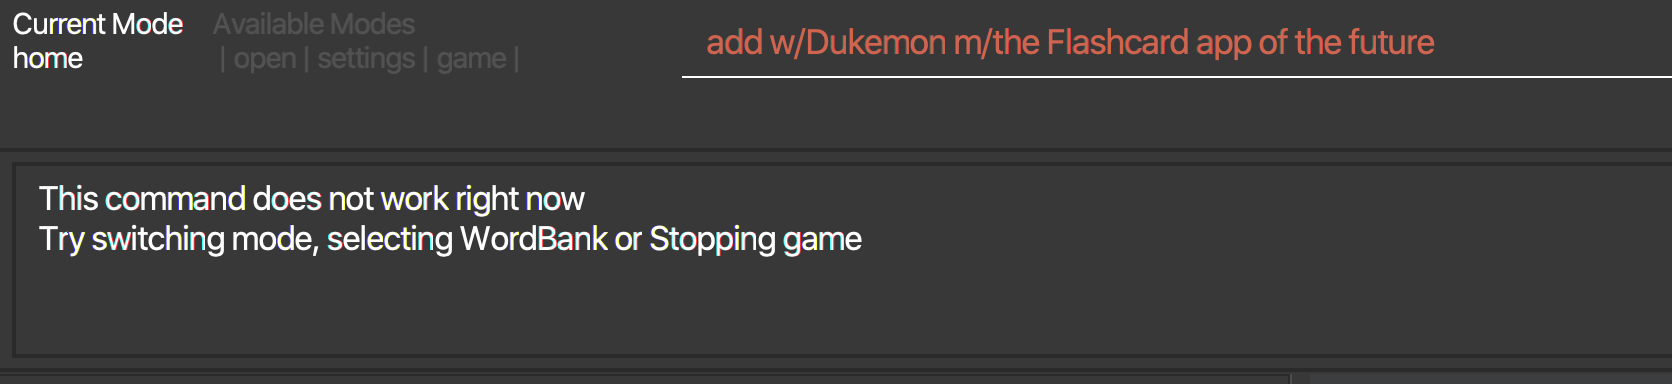 Current Mode
home
Available Modes
| open | settings | game |
add w/Dukemon m/the Flashcard app of the future
This command does not work right now
Try switching mode, selecting WordBank or Stopping game